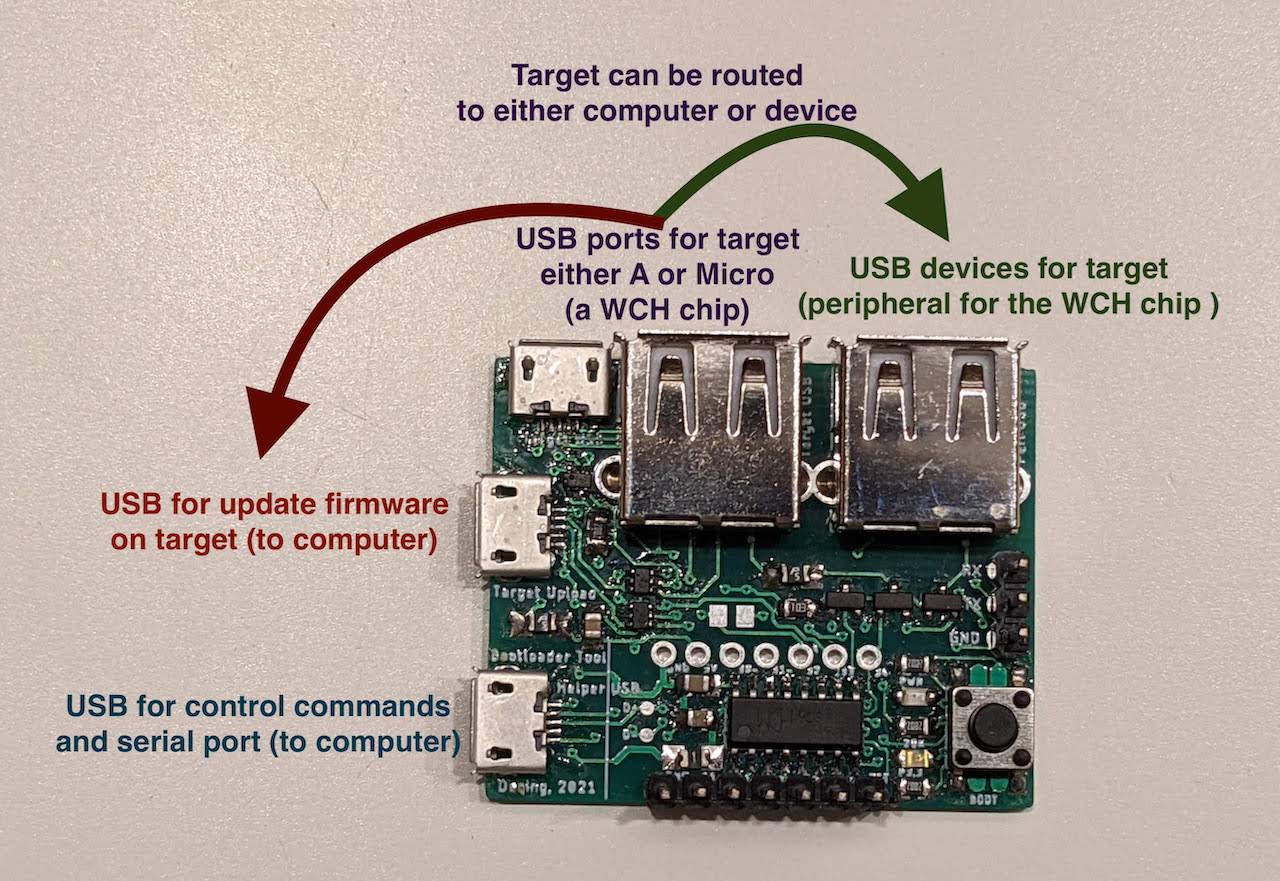 Target can be routed
to either computer or device
USB ports for target
either A or Micro
(a WCH chip)
USB devices for target
(peripheral for the WCH chip )
USB for update firmware
on target (to computer)
USB for control commands
and serial port (to computer)
Target USB
RX
GND
Target Upload
Bootloader Tool
Helper USB
D+
D-
Deqing, 2021
BOOT